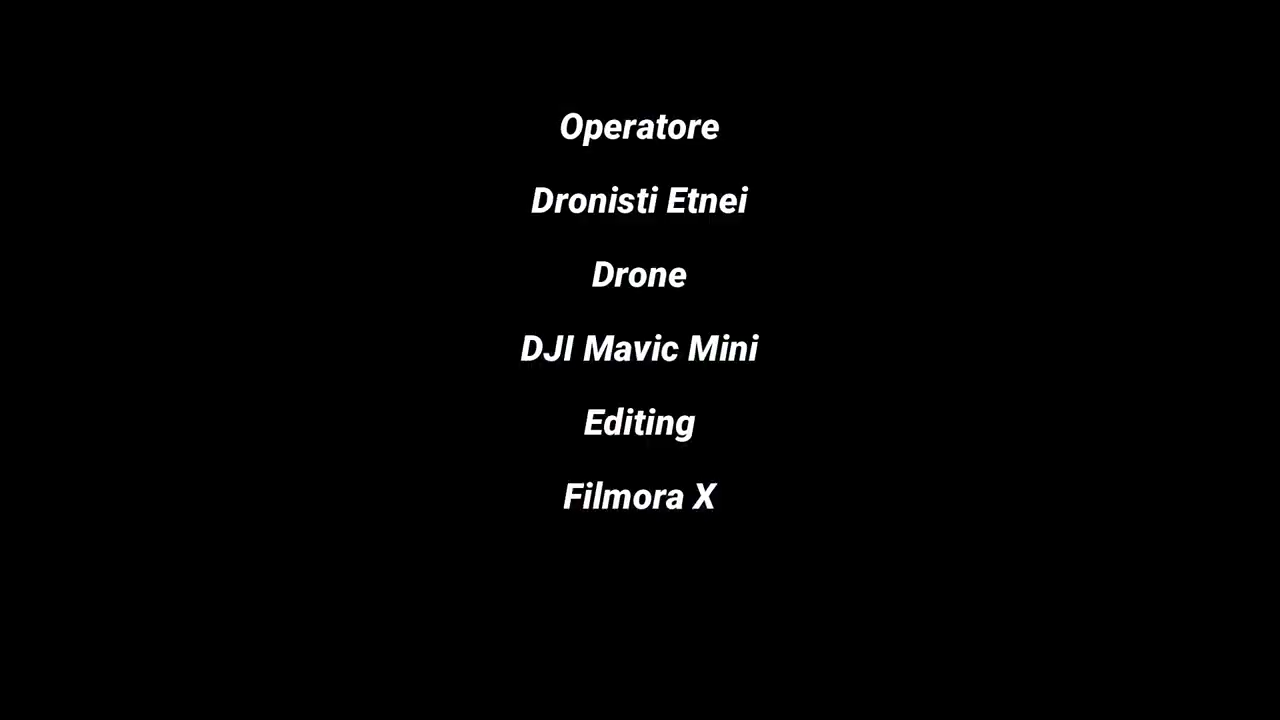 Operatore
Dronisti Etnei
Drone
DJI Mavic Mini
Editing
Filmora X